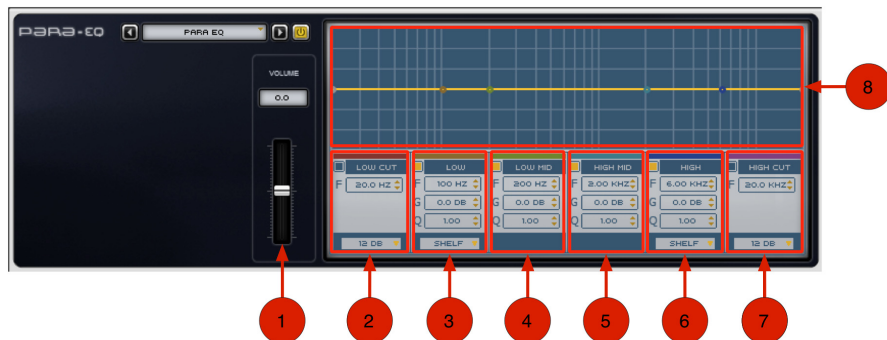 PARA-EQ
PARA EQ
VOLUME
0.0
8
LOW CUT
F 20.0 HZ
12 DB
LOW
F 100 HZ
G 0.0 DB
Q 1.00
SHELF
LOW MID
F 200 HZ
G 0.0 DB
Q 1.00
HIGH MID
F 2.00 KHZ
G 0.0 DB
Q 1.00
HIGH
F 6.00 KHZ
G 0.0 DB
Q 1.00
SHELF
HIGH CUT
F 20.0 KHZ
12 DB
1
2
3
4
5
6
7